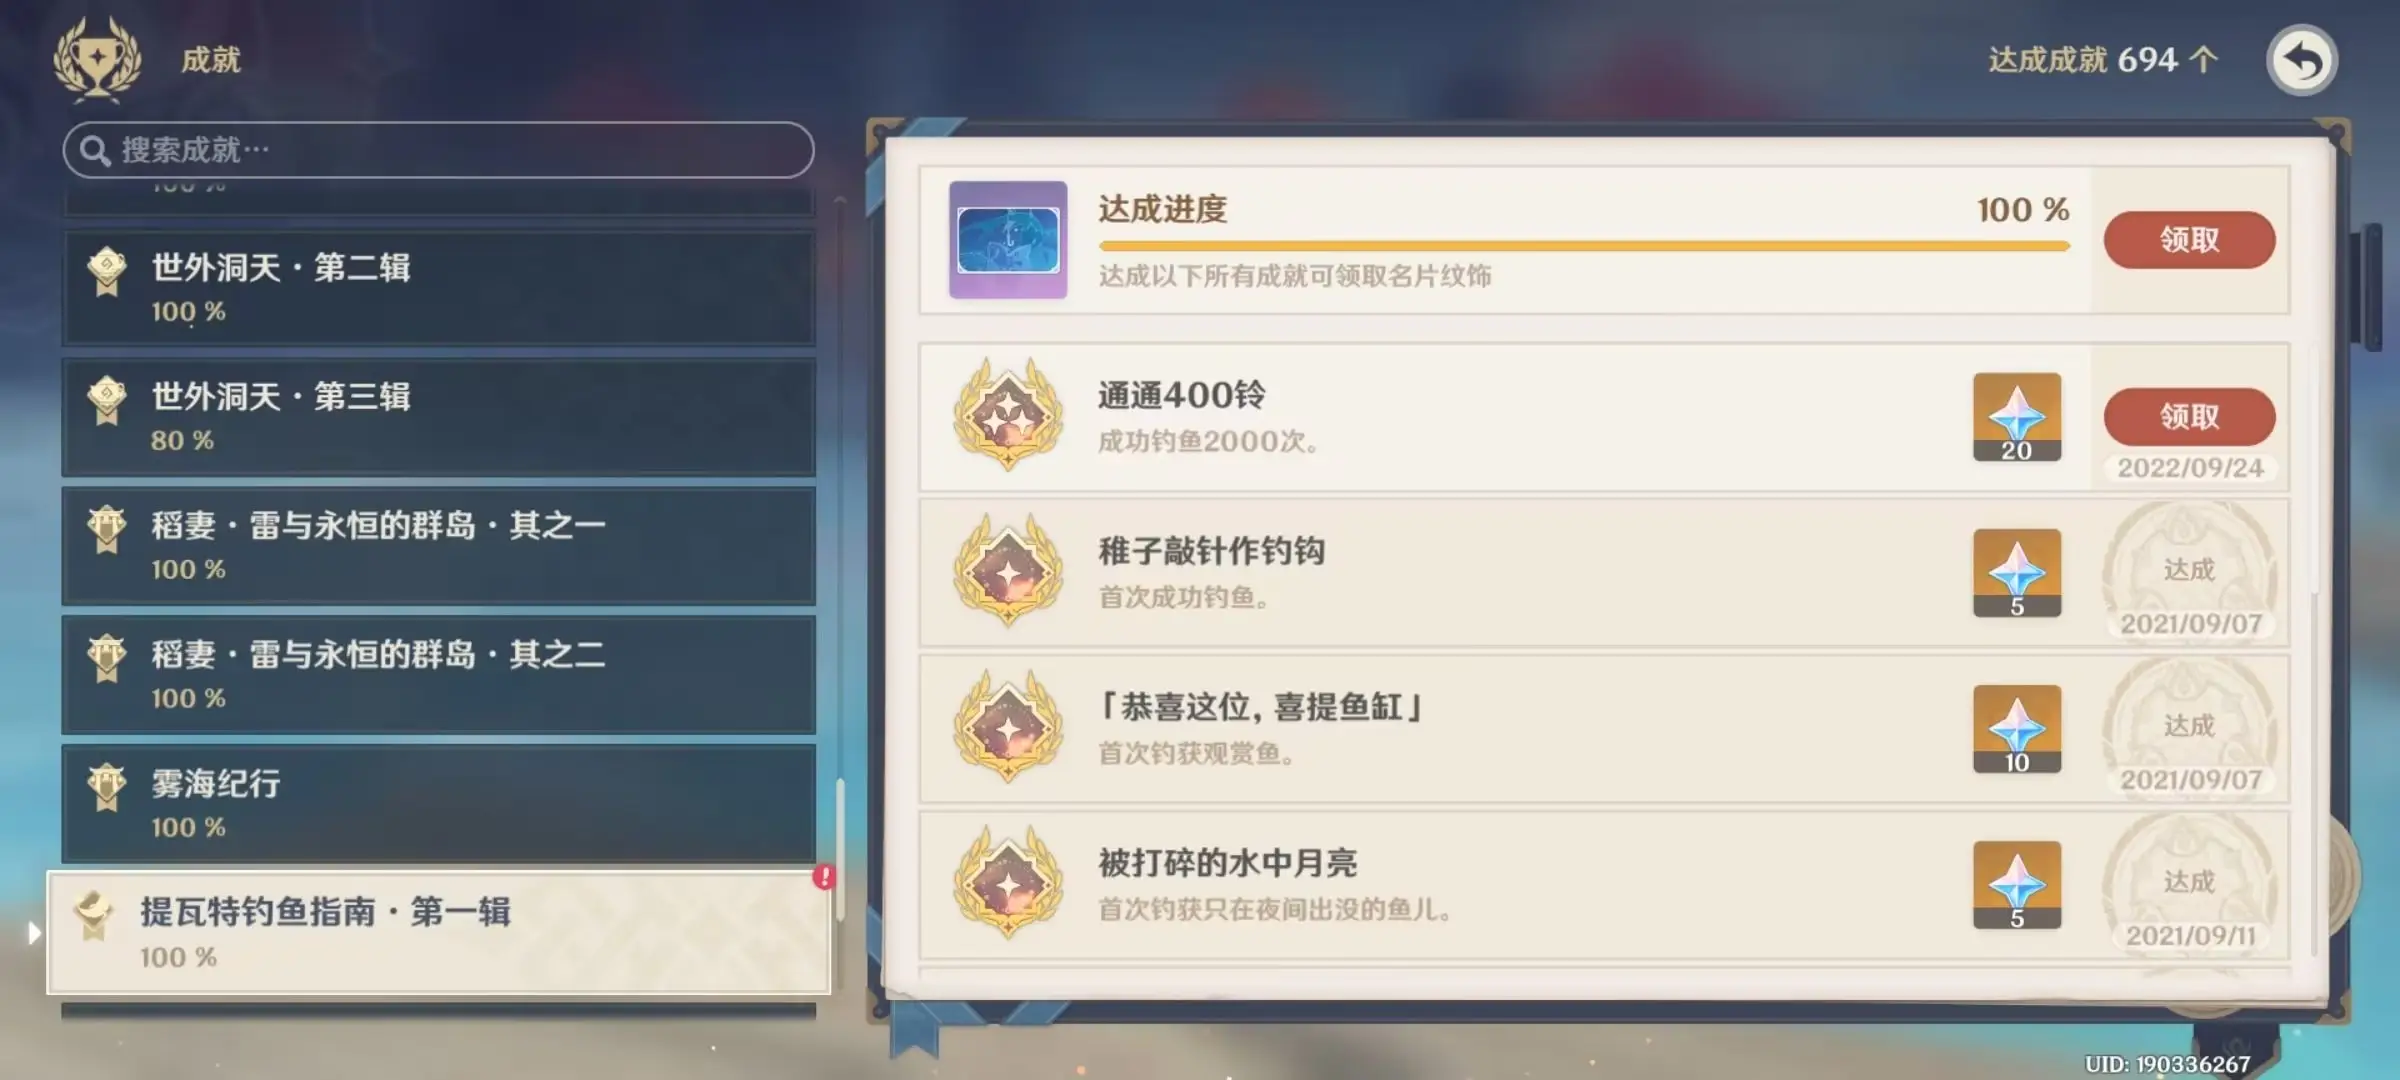 成就
达成成就 694 个
搜索成就…
世外洞天・第二辑
100 %
世外洞天・第三辑
80 %
稻妻・雷与永恒的群岛・其之一
100 %
稻妻・雷与永恒的群岛・其之二
100 %
雾海纪行
100 %
提瓦特钓鱼指南・第一辑
100 %
达成进度
100 %
达成以下所有成就可领取名片纹饰
领取
通通400铃
成功钓鱼2000次。
20
领取
2022/09/24
稚子敲针作钓钩
首次成功钓鱼。
5
达成
2021/09/07
「恭喜这位, 喜提鱼缸」
首次钓获观赏鱼。
10
达成
2021/09/07
被打碎的水中月亮
首次钓获只在夜间出没的鱼儿。
5
达成
2021/09/11
UID: 190336267